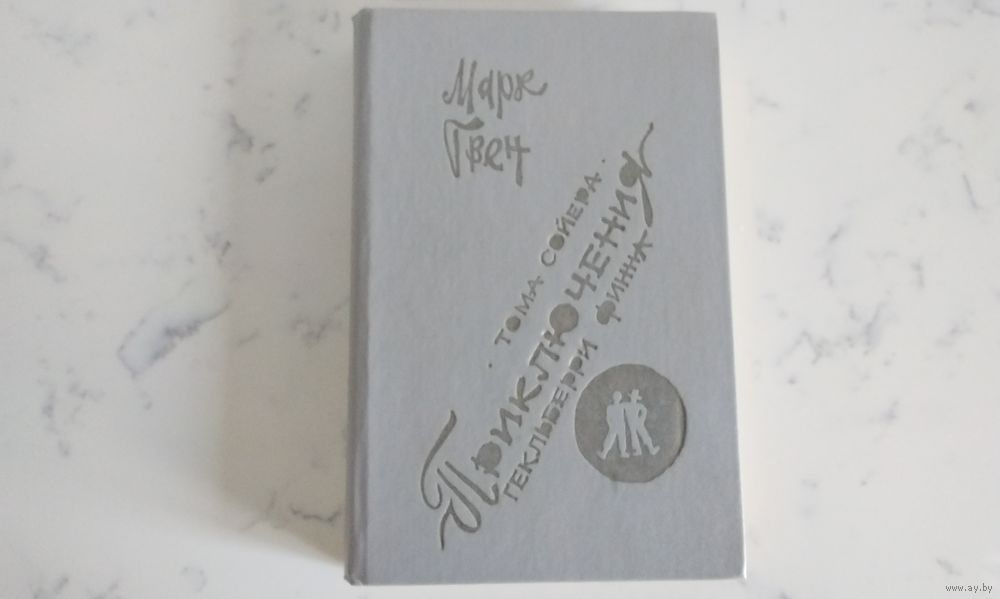 Марк
Твен
· ТОМА СОЙЕРА ·
ПРИКЛЮЧЕНИЯ
ГЕКЛЬБЕРРИ ФИННА
www.ay.by